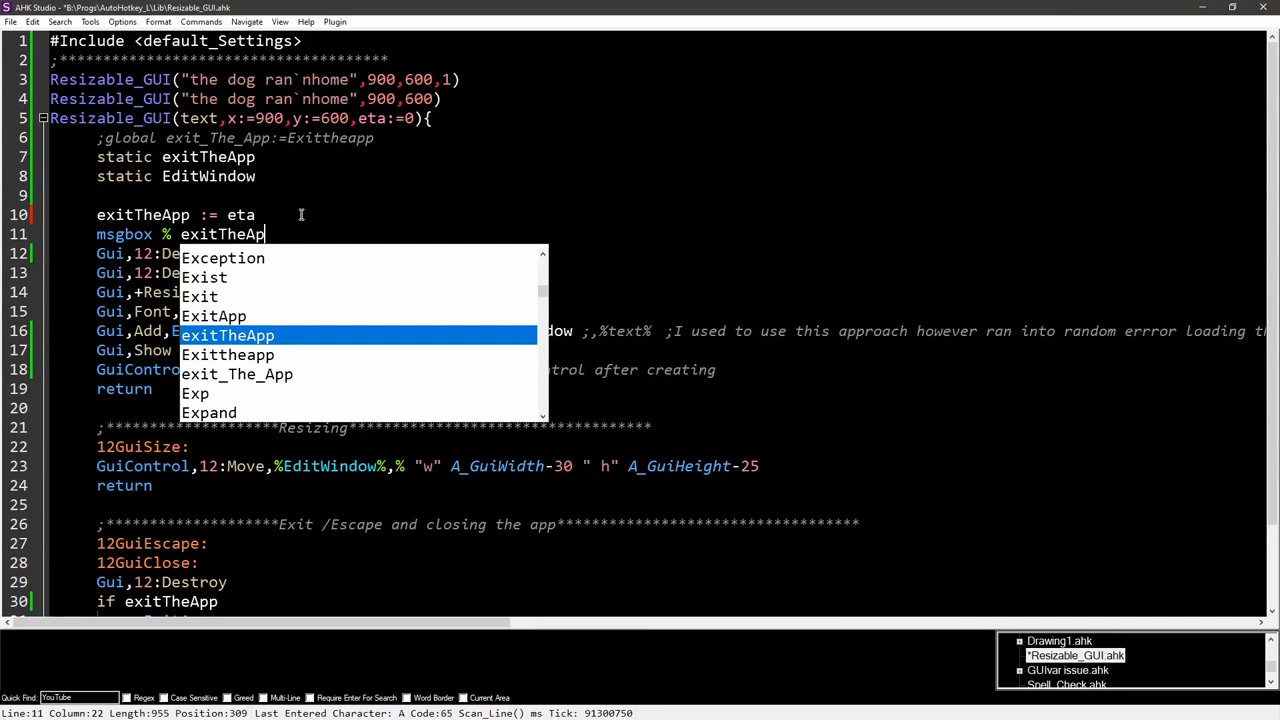 AHK Studio - *B:\Progs\AutoHotkey_L\Lib\Resizable_GUI.ahk
File Edit Search Tools Options Format Commands Navigate View Help Plugin
1 #Include <default_Settings>
2 ;************************************
3 Resizable_GUI("the dog ran`nhome",900,600,1)
4 Resizable_GUI("the dog ran`nhome",900,600)
5 Resizable_GUI(text,x:=900,y:=600,eta:=0){
6 ;global exit_The_App:=Exittheapp
7 static exitTheApp
8 static EditWindow
9
10 exitTheApp := eta
11 msgbox % exitTheAp
12 Gui,12:De
13 Gui,12:De
14 Gui,+Resi
15 Gui,Font,
16 Gui,Add,E ndow ;,%text% ;I used to use this approach however ran into random errror loading th
17 Gui,Show
18 GuiContro ntrol after creating
19 return
20
Exception
Exist
Exit
ExitApp
exitTheApp
Exittheapp
exit_The_App
Exp
Expand
21 ;*******************Resizing*********************************
22 12GuiSize:
23 GuiControl,12:Move,%EditWindow%,% "w" A_GuiWidth-30 " h" A_GuiHeight-25
24 return
25
26 ;*******************Exit /Escape and closing the app*********************************
27 12GuiEscape:
28 12GuiClose:
29 Gui,12:Destroy
30 if exitTheApp
Drawing1.ahk
*Resizable_GUI.ahk
GUIvar issue.ahk
Spell_Check.ahk
Quick Find: YouTube Regex Case Sensitive Greed Multi-Line Require Enter For Search Word Border Current Area
Line:11 Column:22 Length:955 Position:309 Last Entered Character: A Code:65 Scan_Line() ms Tick: 91300750